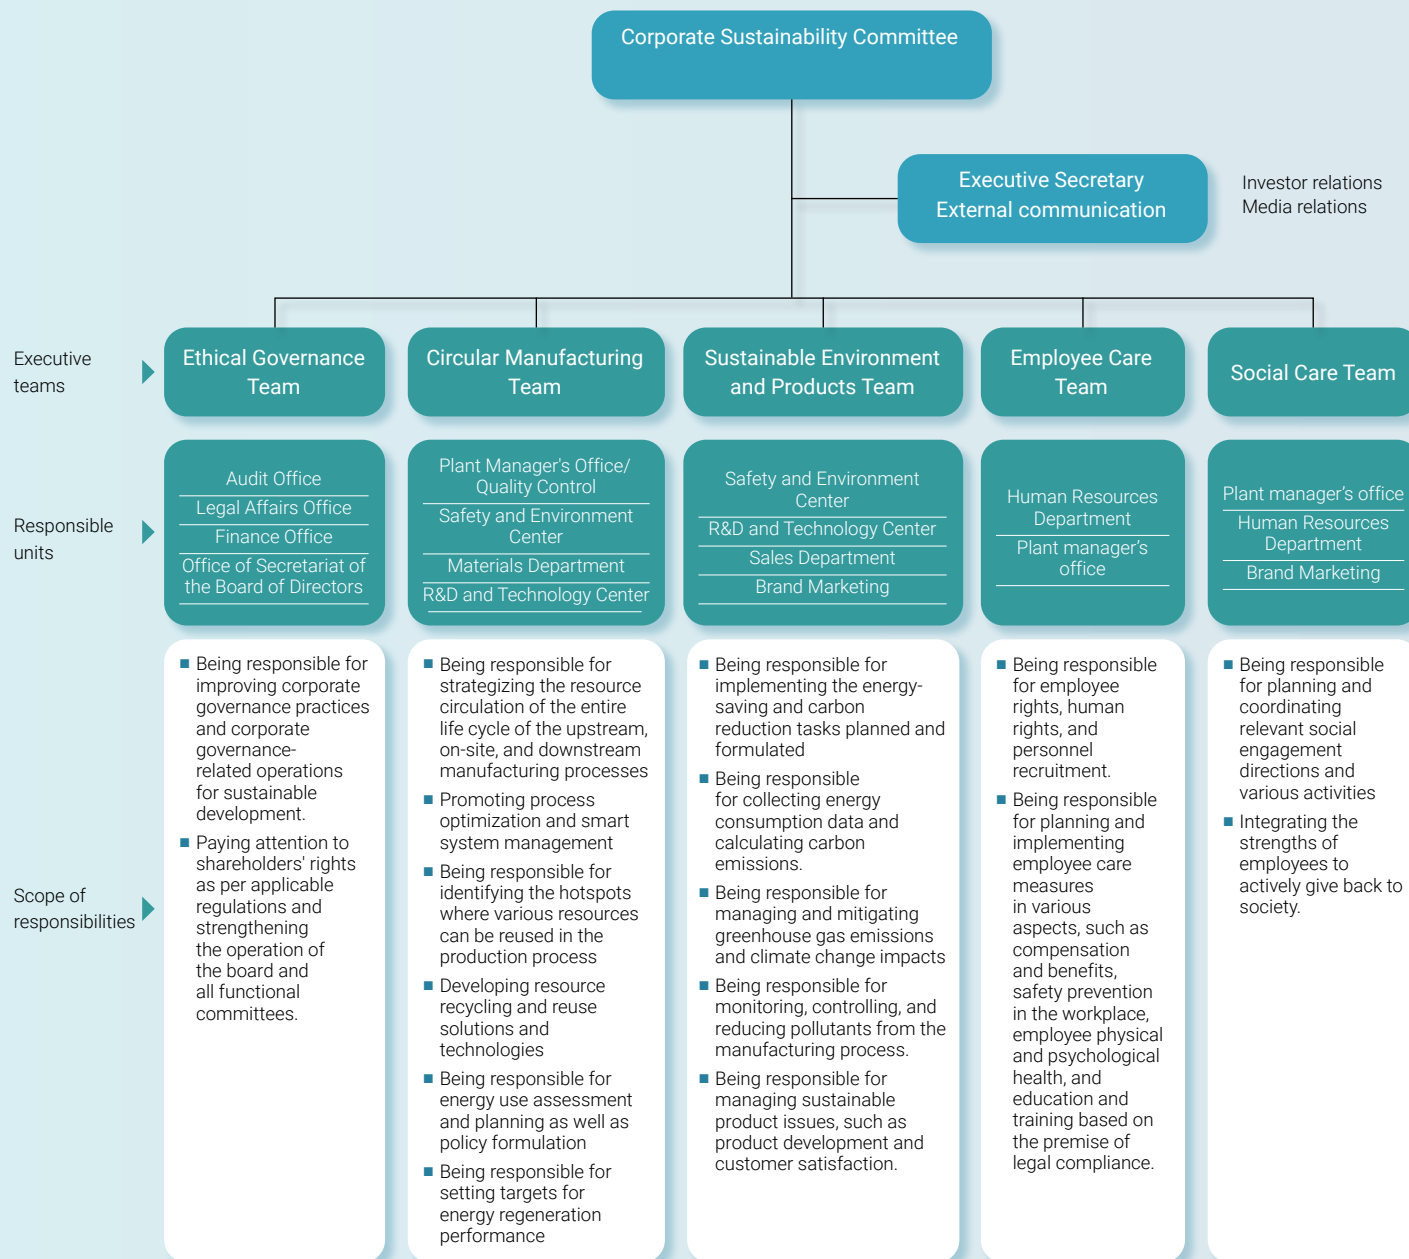 Corporate Sustainability Committee
Executive Secretary
External communication
Investor relations
Media relations
Executive
teams
Ethical Governance
Team
Circular Manufacturing
Team
Sustainable Environment
and Products Team
Employee Care
Team
Social Care Team
Responsible
units
Audit Office
Legal Affairs Office
Finance Office
Office of Secretariat of
the Board of Directors
Plant Manager's Office/
Quality Control
Safety and Environment
Center
Materials Department
R&D and Technology Center
Safety and Environment
Center
R&D and Technology Center
Sales Department
Brand Marketing
Human Resources
Department
Plant manager's
office
Plant manager's office
Human Resources
Department
Brand Marketing
Scope of
responsibilities
■ Being responsible for
improving corporate
governance practices
and corporate
governance-
related operations
for sustainable
development.
■ Paying attention to
shareholders' rights
as per applicable
regulations and
strengthening
the operation of
the board and
all functional
committees.
■ Being responsible for
strategizing the resource
circulation of the entire
life cycle of the upstream,
on-site, and downstream
manufacturing processes
■ Promoting process
optimization and smart
system management
■ Being responsible for
identifying the hotspots
where various resources
can be reused in the
production process
■ Developing resource
recycling and reuse
solutions and
technologies
■ Being responsible for
energy use assessment
and planning as well as
policy formulation
■ Being responsible for
setting targets for
energy regeneration
performance
■ Being responsible for
implementing the energy-
saving and carbon
reduction tasks planned and
formulated
■ Being responsible
for collecting energy
consumption data and
calculating carbon
emissions.
■ Being responsible for
managing and mitigating
greenhouse gas emissions
and climate change impacts
■ Being responsible for
monitoring, controlling, and
reducing pollutants from the
manufacturing process.
■ Being responsible for
managing sustainable
product issues, such as
product development and
customer satisfaction.
■ Being responsible
for employee
rights, human
rights, and
personnel
recruitment.
■ Being responsible
for planning and
implementing
employee care
measures
in various
aspects, such as
compensation
and benefits,
safety prevention
in the workplace,
employee physical
and psychological
health, and
education and
training based on
the premise of
legal compliance.
■ Being responsible
for planning and
coordinating
relevant social
engagement
directions and
various activities
■ Integrating the
strengths of
employees to
actively give back to
society.